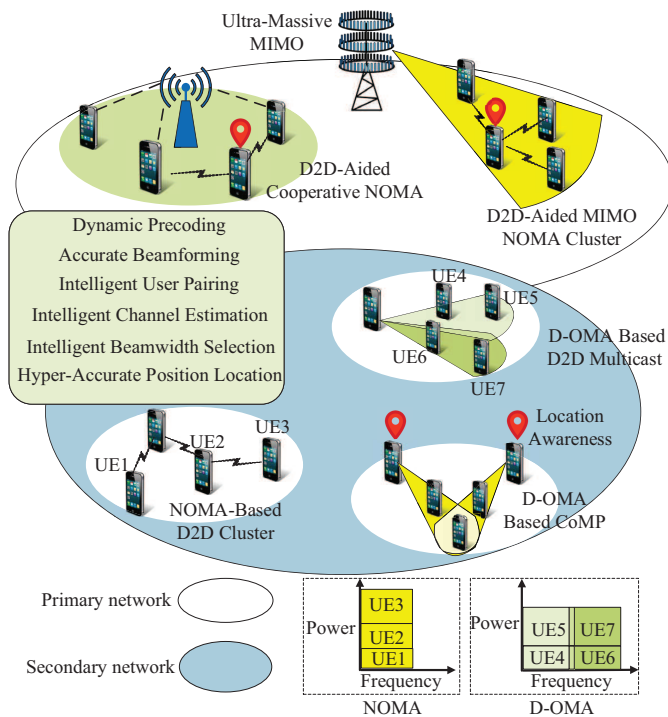 Ultra-Massive
MIMO
D2D-Aided
Cooperative NOMA
D2D-Aided MIMO
NOMA Cluster
Dynamic Precoding
Accurate Beamforming
Intelligent User Pairing
Intelligent Channel Estimation
Intelligent Beamwidth Selection
Hyper-Accurate Position Location
UE4
UE5
UE6
UE7
D-OMA Based
D2D Multicast
UE1
UE2
UE3
NOMA-Based
D2D Cluster
Location
Awareness
D-OMA
Based CoMP
Primary network
Secondary network
Power
UE3
UE2
UE1
Frequency
NOMA
Power
UE5
UE7
UE4
UE6
Frequency
D-OMA